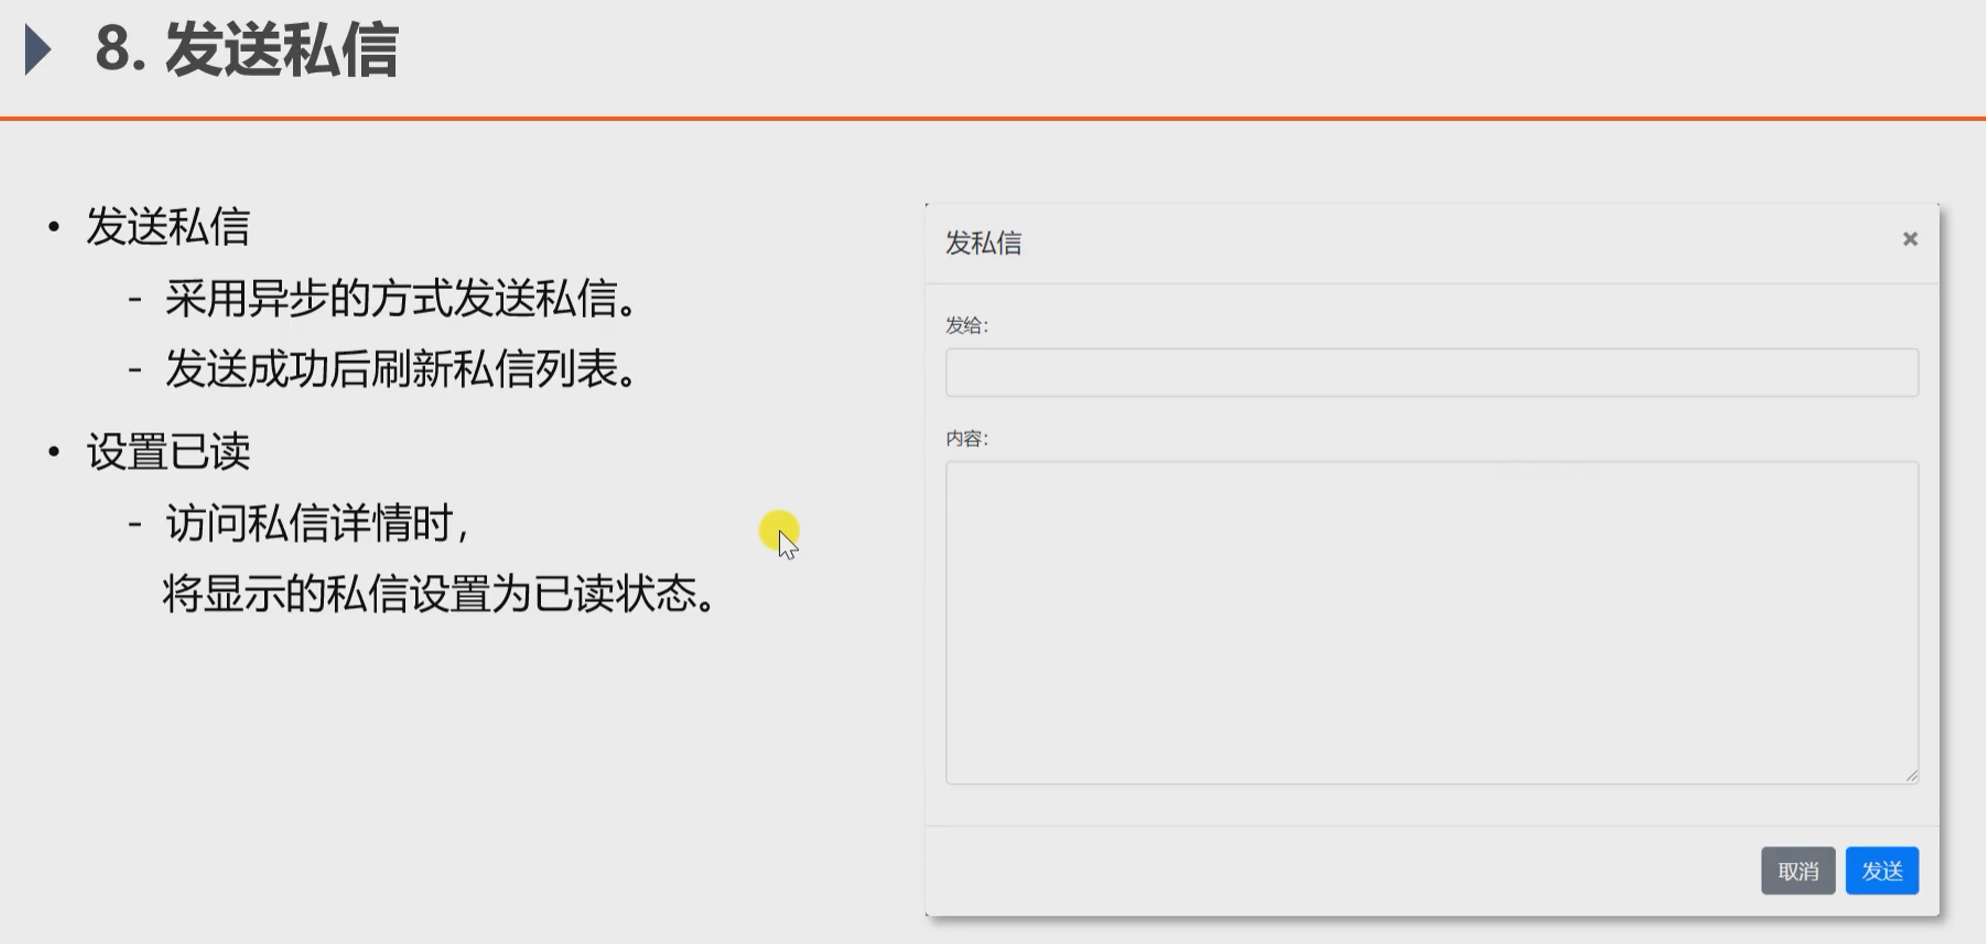 8. 发送私信
• 发送私信
- 采用异步的方式发送私信。
- 发送成功后刷新私信列表。
• 设置已读
- 访问私信详情时，
将显示的私信设置为已读状态。
发私信
×
发给：
内容：
取消 发送